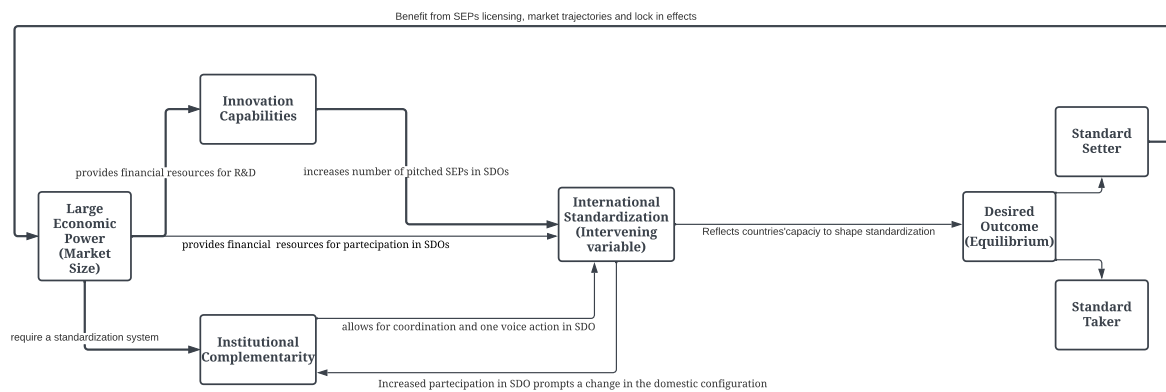 Benefit from SEPs licensing, market trajectories and lock in effects
Innovation
Capabilities
Standard
Setter
provides financial resources for R&D
increases number of pitched SEPs in SDOs
Large
Economic
Power
(Market
Size)
International
Standardization
(Intervening
variable)
Desired
Outcome
(Equilibrium)
provides financial resources for partecipation in SDOs
Reflects countries'capaciy to shape standardization
Standard
Taker
require a standardization system
Institutional
Complementarity
allows for coordination and one voice action in SDO
Increased partecipation in SDO prompts a change in the domestic configuration